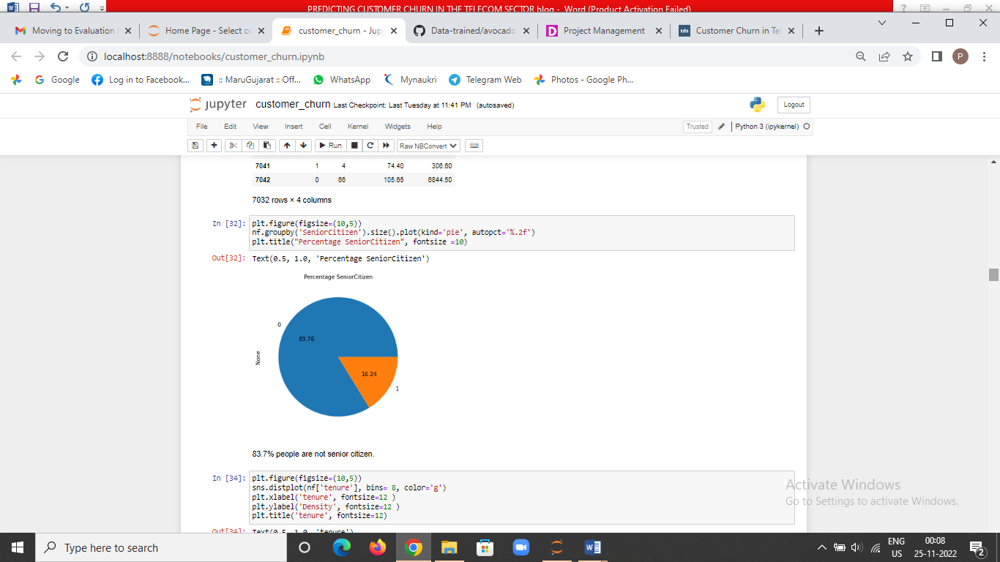 PREDICTING CUSTOMER CHURN IN THE TELECOM SECTOR blog - Word (Product Activation Failed)
Moving to Evaluation
Home Page - Select or
customer_churn - Jup
Data-trained/avocado
Project Management
Customer Churn in Tel
localhost:8888/notebooks/customer_churn.ipynb
P
Google
Log in to Facebook...
:: MaruGujarat :: Off...
WhatsApp
Mynaukri
Telegram Web
Photos - Google Ph...
jupyter customer_churn Last Checkpoint: Last Tuesday at 11:41 PM (autosaved)
Logout
File Edit View Insert Cell Kernel Widgets Help
Trusted
Python 3 (ipykernel)
Run
Raw NBConvert
7041 1 4 74.40 306.60
7042 0 66 105.65 6844.50
7032 rows × 4 columns
In [32]: plt.figure(figsize=(10,5))
nf.groupby('SeniorCitizen').size().plot(kind='pie', autopct='%.2f')
plt.title("Percentage SeniorCitizen", fontsize =10)
Out[32]: Text(0.5, 1.0, 'Percentage SeniorCitizen')
Percentage SeniorCitizen
0
83.76
None
16.24
1
83.7% people are not senior citizen.
In [34]: plt.figure(figsize=(10,5))
sns.distplot(nf['tenure'], bins= 8, color='g')
plt.xlabel('tenure', fontsize=12 )
plt.ylabel('Density', fontsize=12 )
plt.title('tenure', fontsize=12)
Out[34]: Text(0.5, 1.0, 'tenure')
Activate Windows
Go to Settings to activate Windows.
Type here to search
ENG
US
00:08
25-11-2022
2